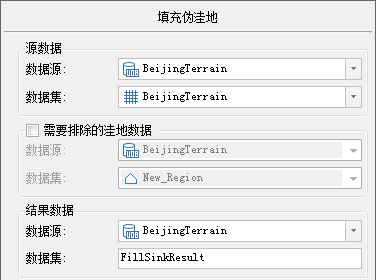 填充伪洼地
源数据
数据源: BeijingTerrain
数据集: BeijingTerrain
需要排除的洼地数据
数据源: BeijingTerrain
数据集: New_Region
结果数据
数据源: BeijingTerrain
数据集: FillSinkResult